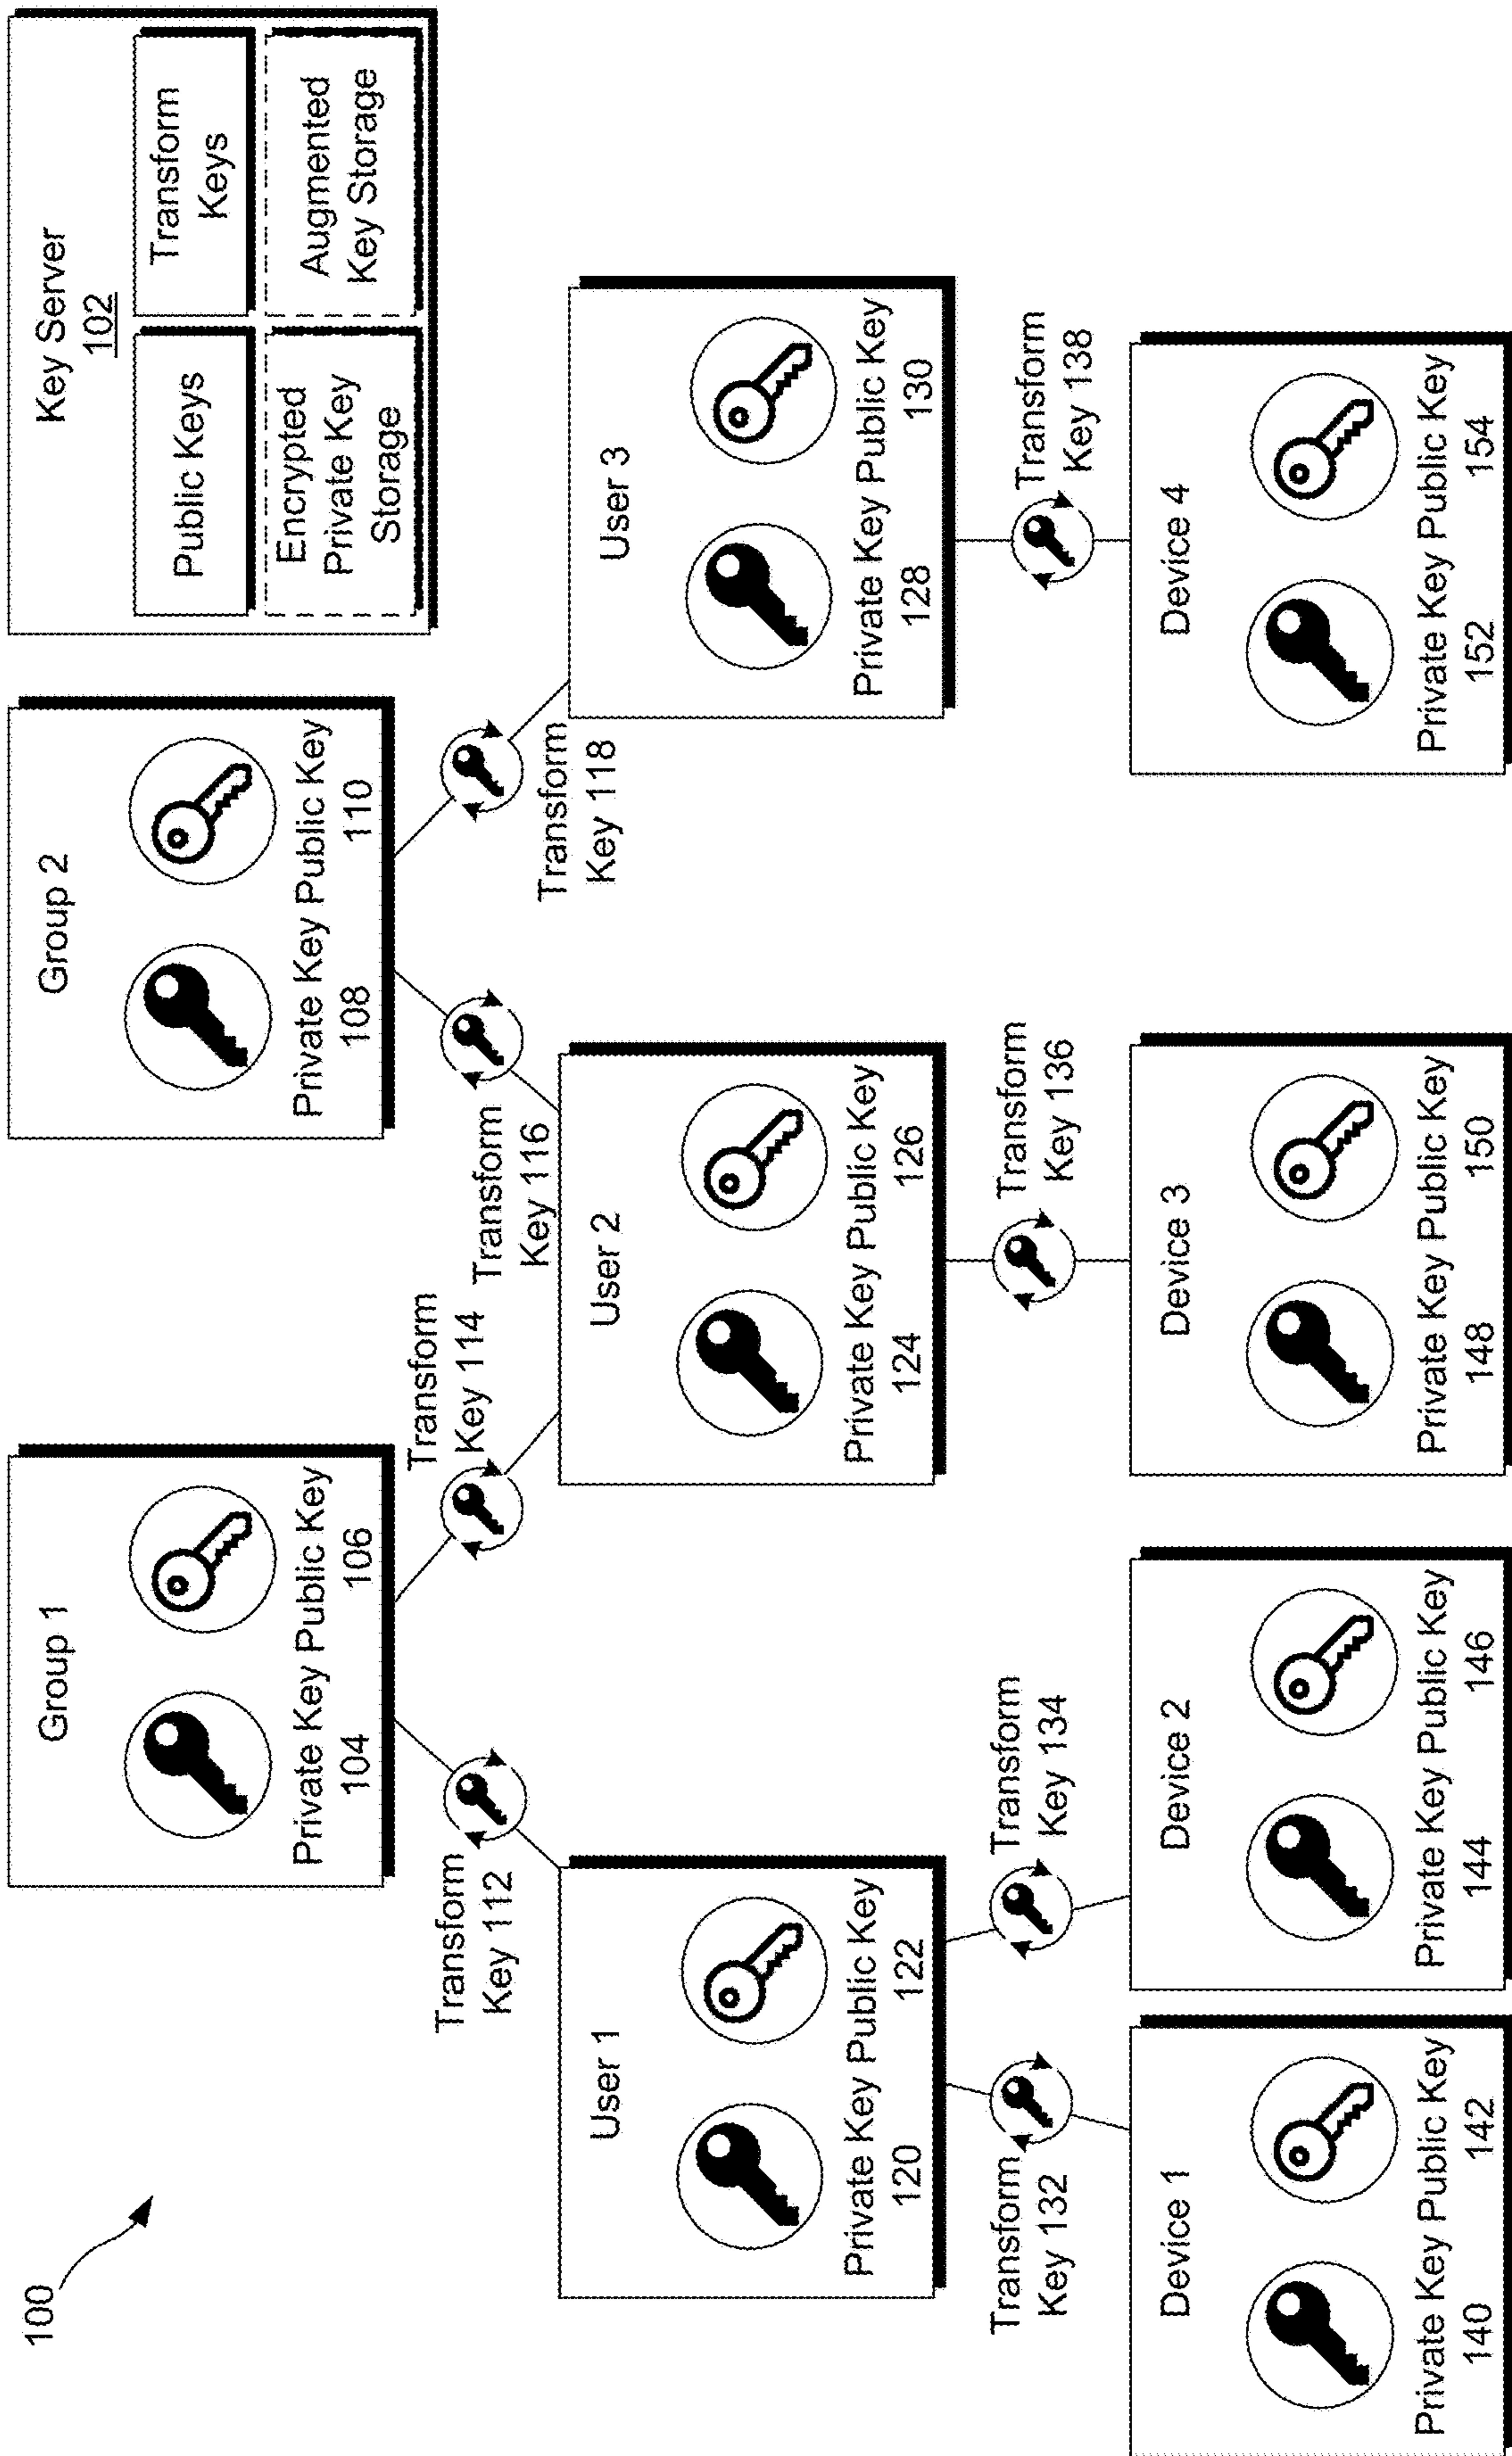 100
Group 1
Private Key Public Key
104 106
Group 2
Private Key Public Key
108 110
Key Server
102
Public Keys
Transform
Keys
Encrypted
Private Key
Storage
Augmented
Key Storage
Transform
Key 112
Transform
Key 114
Transform
Key 116
Transform
Key 118
User 1
Private Key Public Key
120 122
User 2
Private Key Public Key
124 126
User 3
Private Key Public Key
128 130
Transform
Key 132
Transform
Key 134
Transform
Key 136
Transform
Key 138
Device 1
Private Key Public Key
140 142
Device 2
Private Key Public Key
144 146
Device 3
Private Key Public Key
148 150
Device 4
Private Key Public Key
152 154